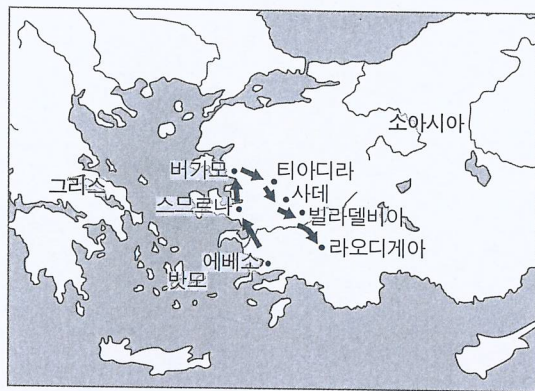 소아시아
버가모
티아디라
그리스
사데
스므르나
빌라델비아
에베소
라오디게아
밧모